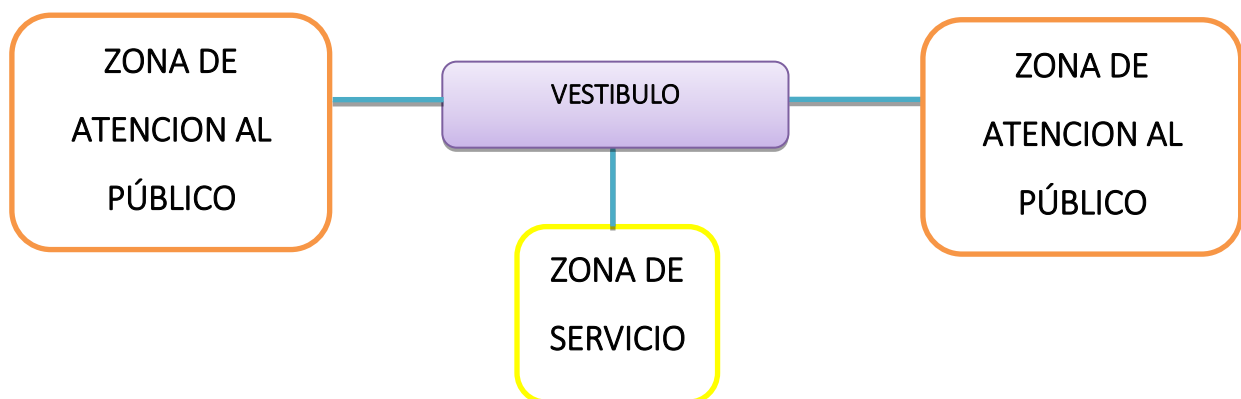 ZONA DE
ATENCION AL
PÚBLICO
VESTIBULO
ZONA DE
ATENCION AL
PÚBLICO
ZONA DE
SERVICIO